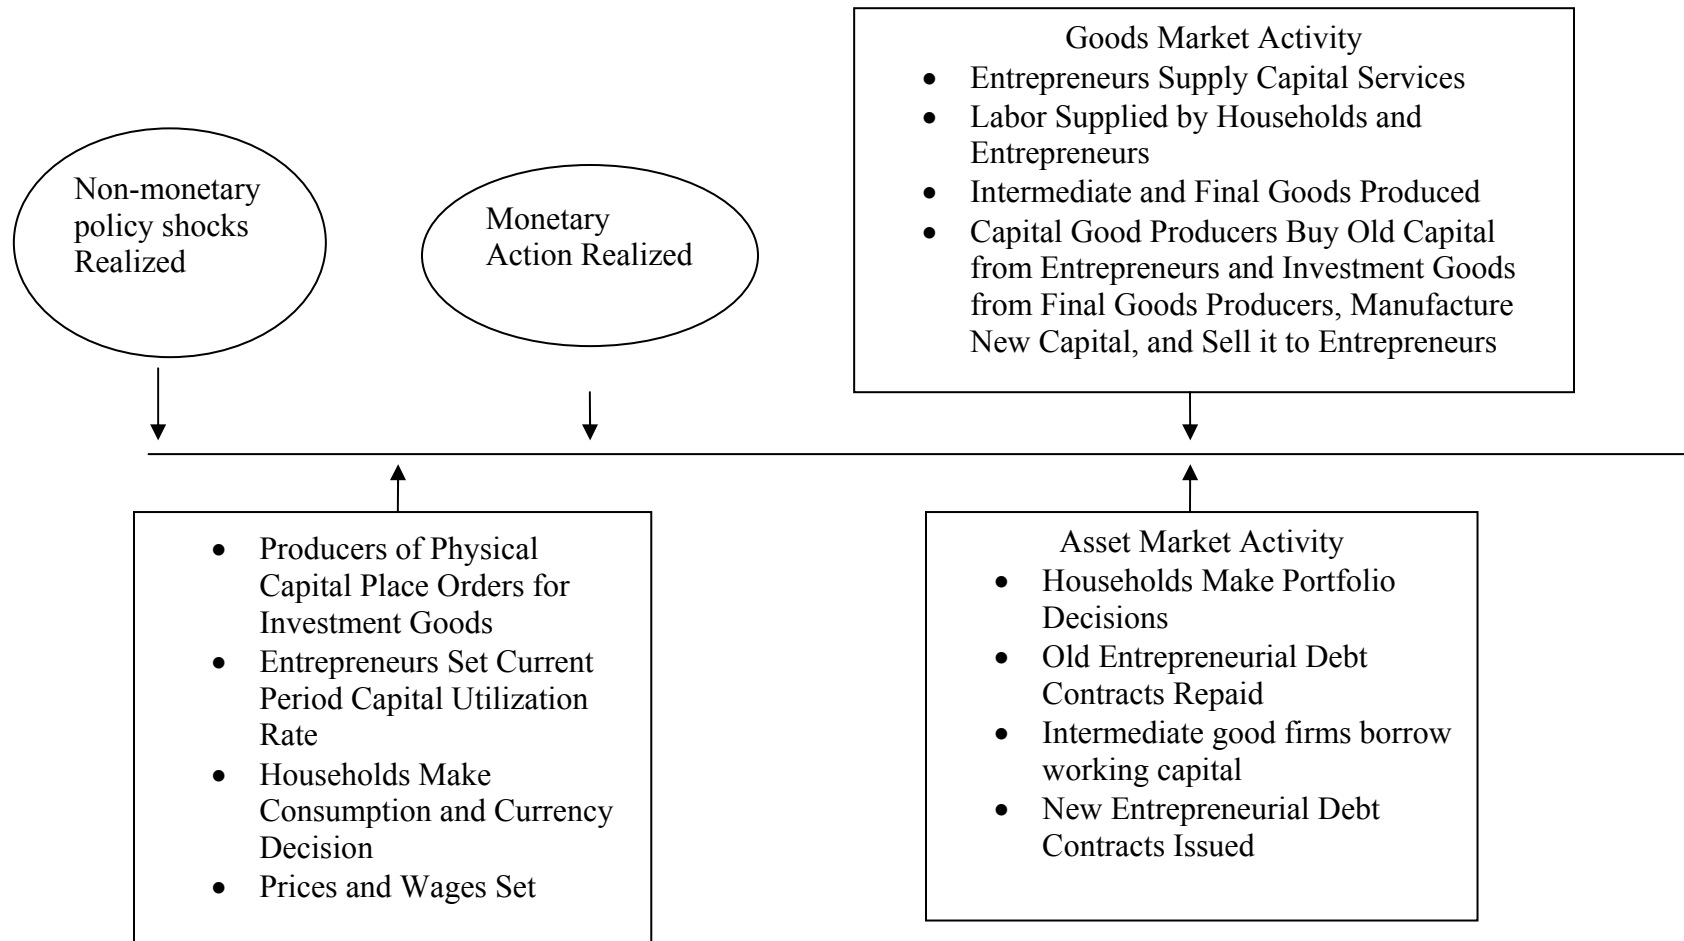 Non-monetary
policy shocks
Realized
Monetary
Action Realized
Goods Market Activity
• Entrepreneurs Supply Capital Services
• Labor Supplied by Households and
Entrepreneurs
• Intermediate and Final Goods Produced
• Capital Good Producers Buy Old Capital
from Entrepreneurs and Investment Goods
from Final Goods Producers, Manufacture
New Capital, and Sell it to Entrepreneurs
• Producers of Physical
Capital Place Orders for
Investment Goods
• Entrepreneurs Set Current
Period Capital Utilization
Rate
• Households Make
Consumption and Currency
Decision
• Prices and Wages Set
Asset Market Activity
• Households Make Portfolio
Decisions
• Old Entrepreneurial Debt
Contracts Repaid
• Intermediate good firms borrow
working capital
• New Entrepreneurial Debt
Contracts Issued